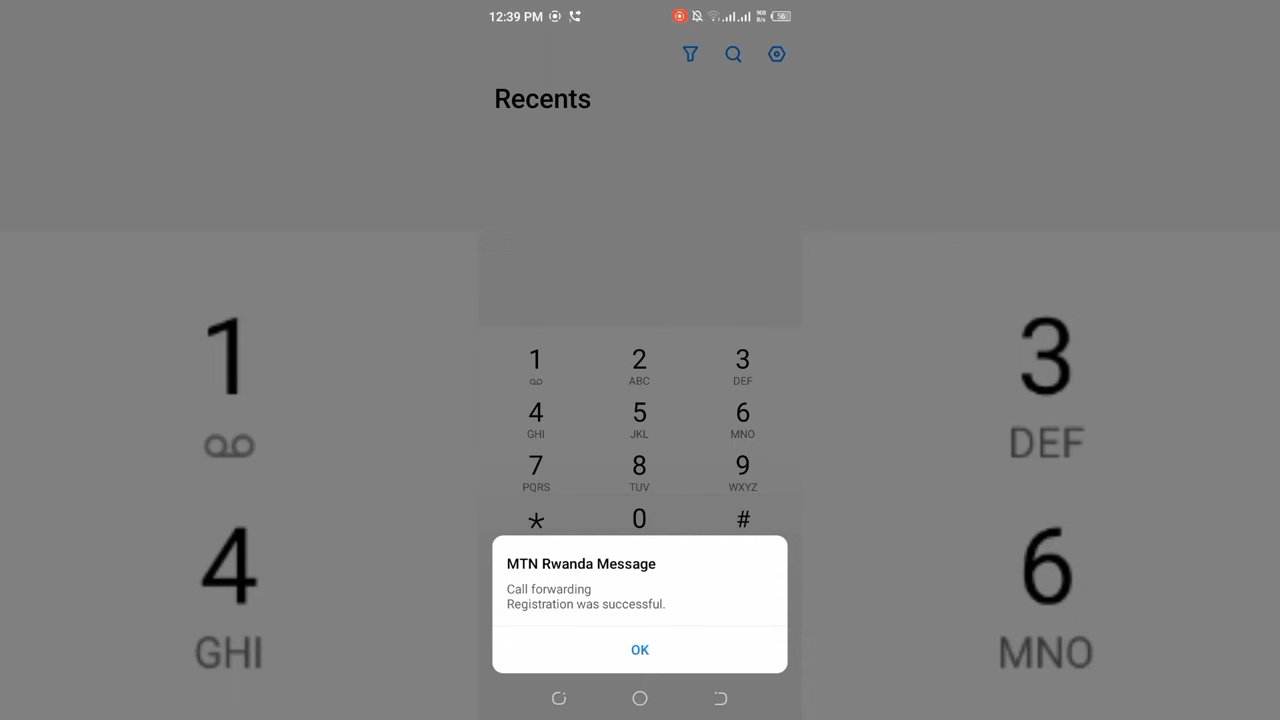 12:39 PM
908
B/s
56
Recents
1
2
ABC
3
DEF
4
GHI
5
JKL
6
MNO
7
PQRS
8
TUV
9
WXYZ
*
0
#
MTN Rwanda Message
Call forwarding
Registration was successful.
OK
1
4
GHI
3
DEF
6
MNO